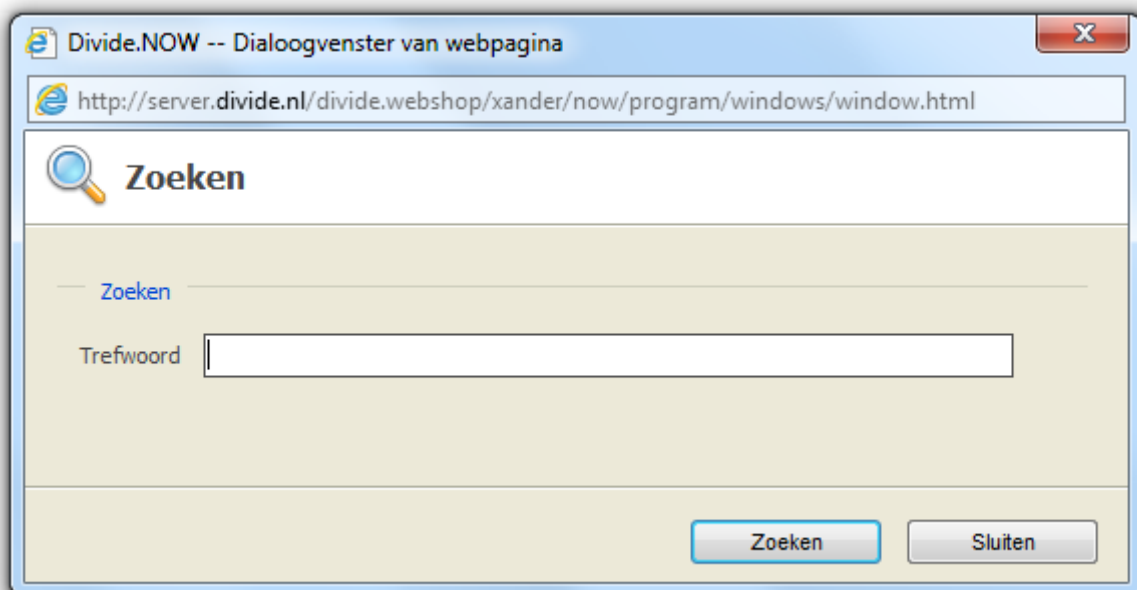 Divide.NOW -- Dialoogvenster van webpagina
http://server.divide.nl/divide.webshop/xander/now/program/windows/window.html
Zoeken
Zoeken
Trefwoord
Zoeken Sluiten